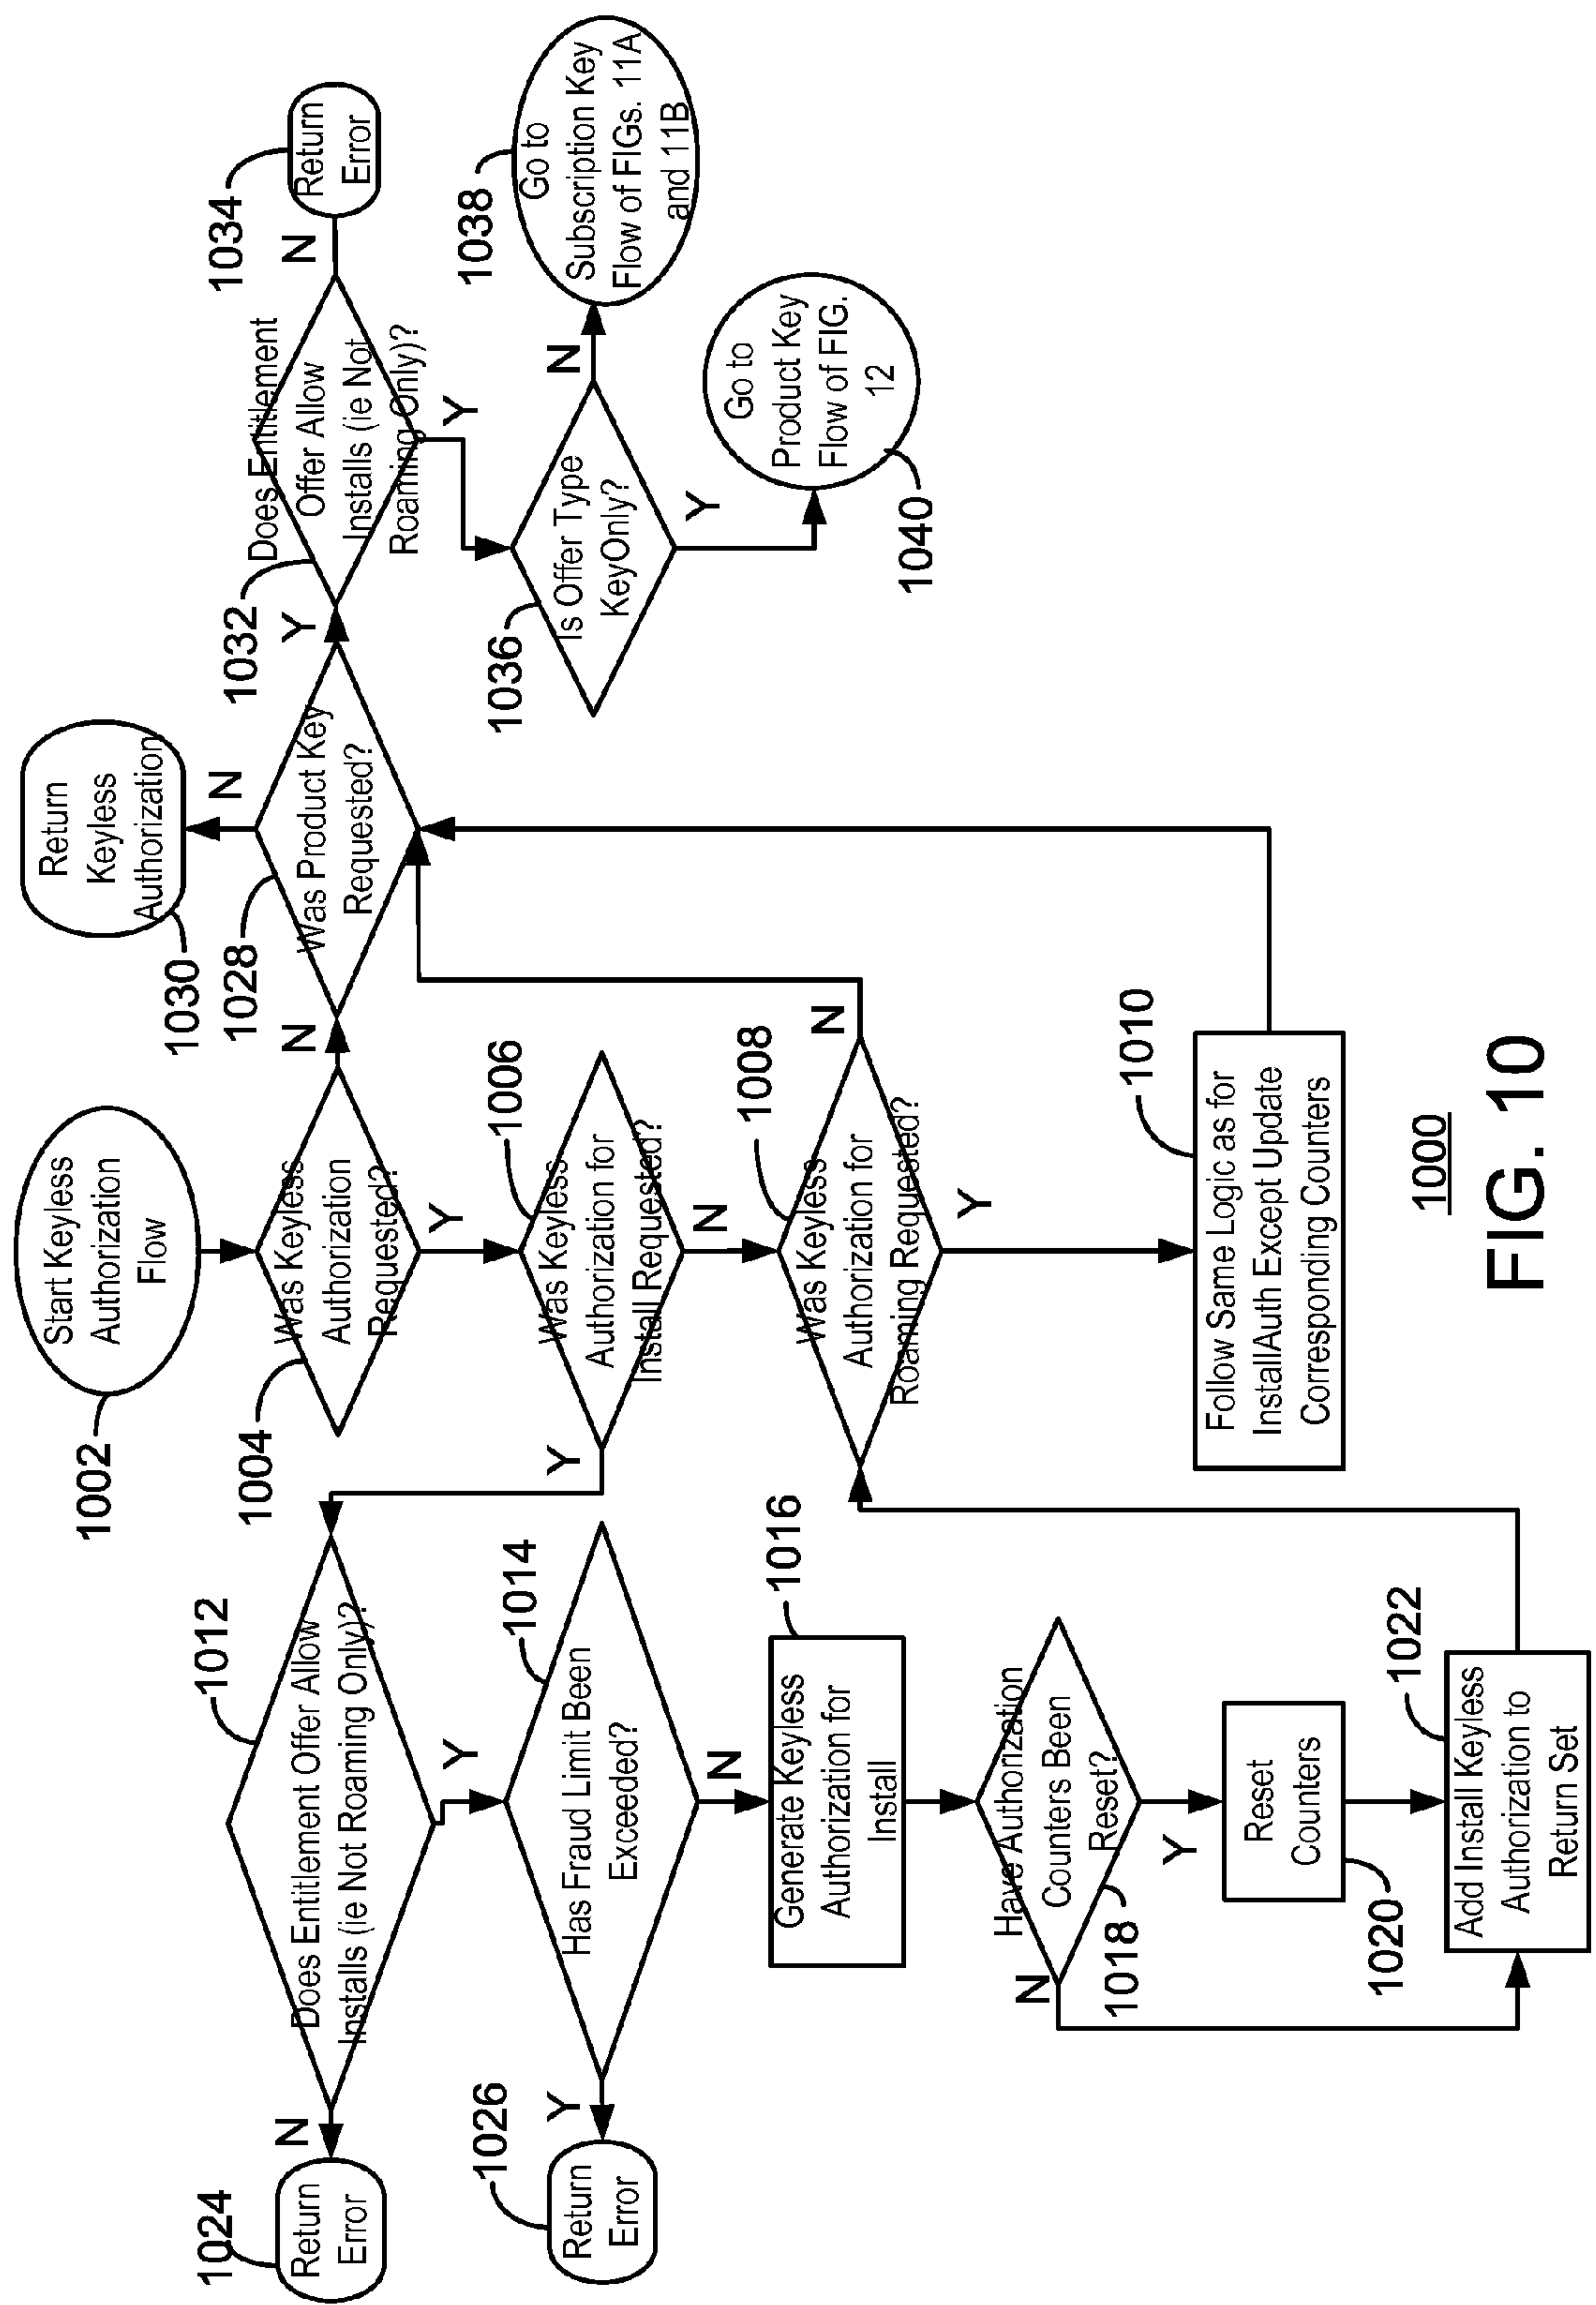 1002
Start Keyless
Authorization
Flow
1004
Was Keyless
Authorization
Requested?
N
Y
1006
Was Keyless
Authorization for
Install Requested?
Y
N
1008
Was Keyless
Authorization for
Roaming Requested?
N
Y
1010
Follow Same Logic as for
InstallAuth Except Update
Corresponding Counters
1012
Does Entitlement Offer Allow
Installs (ie Not Roaming Only)?
N
Y
1024
Return
Error
1014
Has Fraud Limit Been
Exceeded?
Y
N
1026
Return
Error
1016
Generate Keyless
Authorization for
Install
1018
Have Authorization
Counters Been
Reset?
N
Y
1020
Reset
Counters
1022
Add Install Keyless
Authorization to
Return Set
1028
Was Product Key
Requested?
N
Y
1030
Return
Keyless
Authorization
1032
Does Entitlement
Offer Allow
Installs (ie Not
Roaming Only)?
N
Y
1034
Return
Error
1036
Is Offer Type
KeyOnly?
N
Y
1038
Go to
Subscription Key
Flow of FIGs. 11A
and 11B
1040
Go to
Product Key
Flow of FIG.
12
1000
FIG. 10